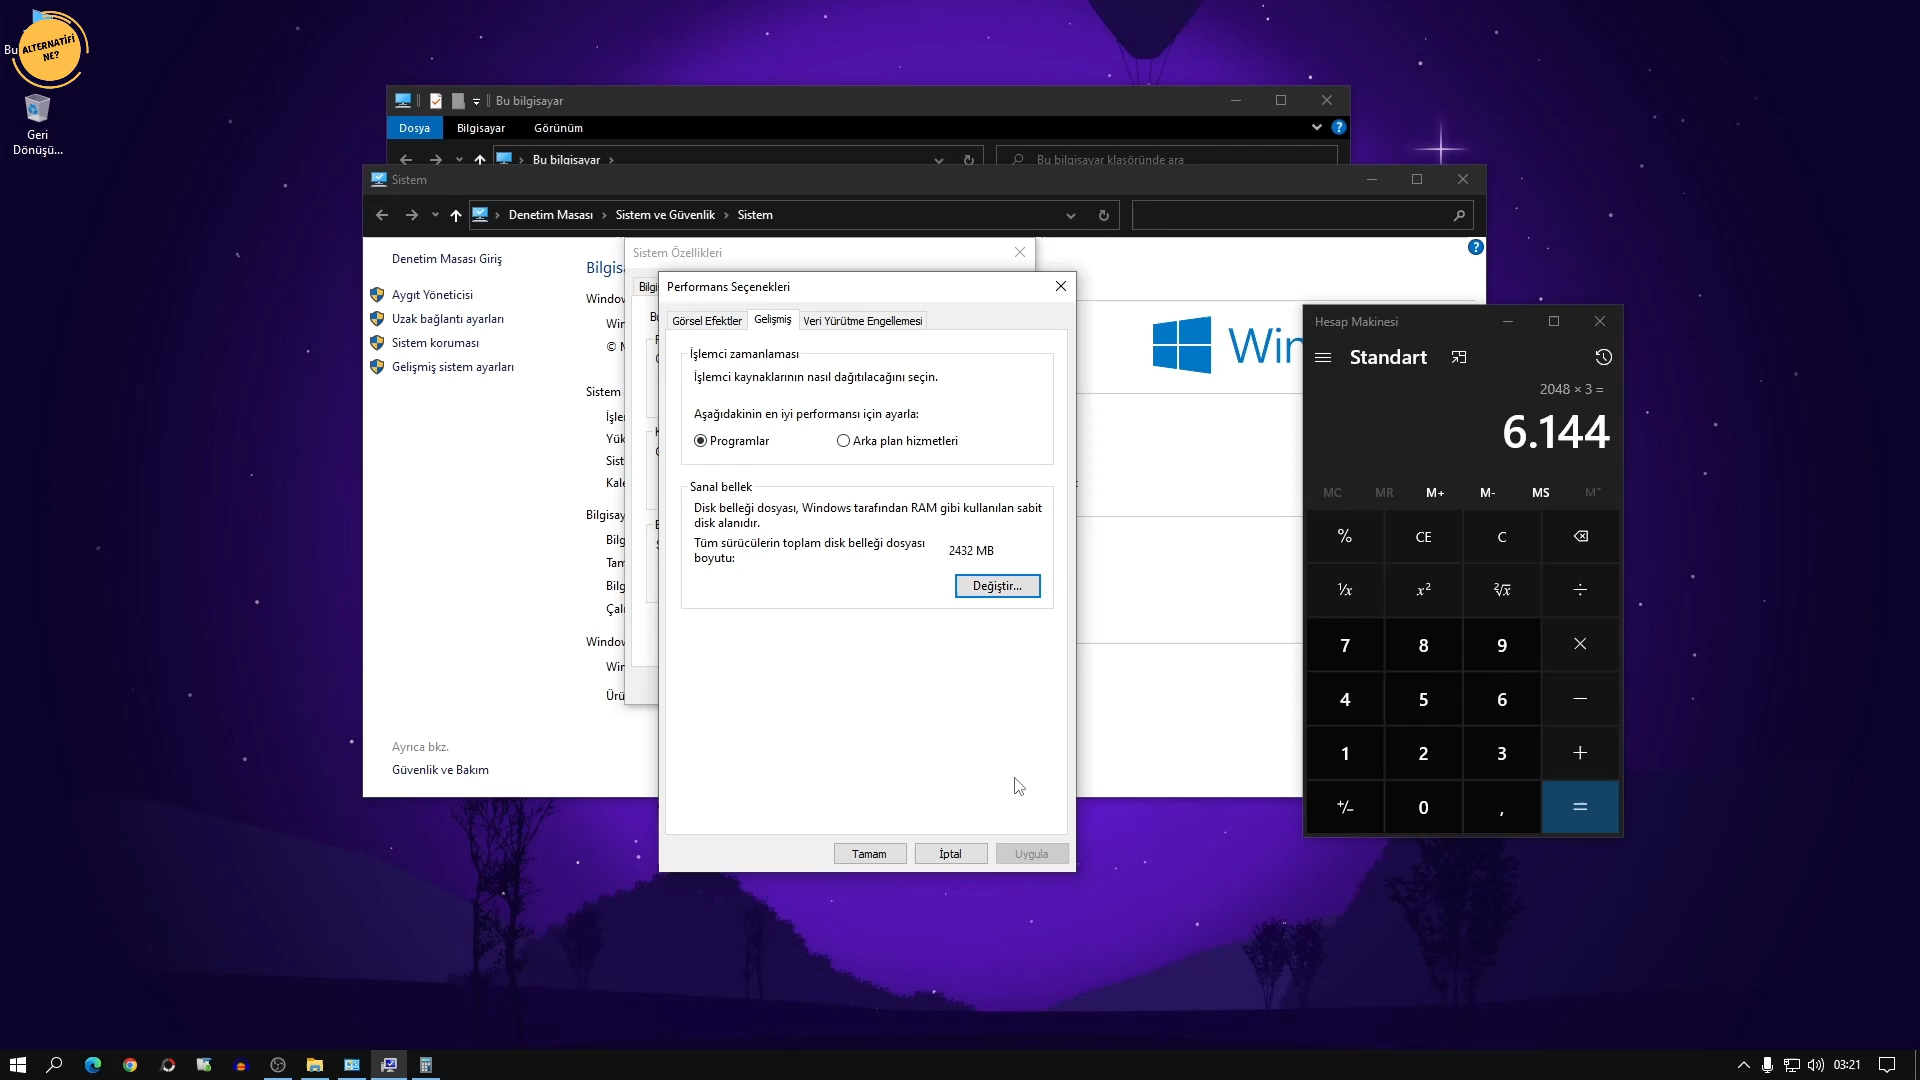 Bu
ALTERNATİFİ
NE?
Geri
Dönüşü...
Bu bilgisayar
Dosya
Bilgisayar
Görünüm
Bu bilgisayar
Bu bilgisayar klasöründe ara
Sistem
Denetim Masası
Sistem ve Güvenlik
Sistem
Denetim Masası Giriş
Aygıt Yöneticisi
Uzak bağlantı ayarları
Sistem koruması
Gelişmiş sistem ayarları
Ayrıca bkz.
Güvenlik ve Bakım
Sistem
Sistem Özellikleri
Performans Seçenekleri
Görsel Efektler
Gelişmiş
Veri Yürütme Engellemesi
İşlemci zamanlaması
İşlemci kaynaklarının nasıl dağıtılacağını seçin.
Aşağıdakinin en iyi performansı için ayarla:
Programlar
Arka plan hizmetleri
Sanal bellek
Disk belleği dosyası, Windows tarafından RAM gibi kullanılan sabit
disk alanıdır.
Tüm sürücülerin toplam disk belleği dosyası
boyutu:
2432 MB
Değiştir...
Tamam
İptal
Uygula
Hesap Makinesi
Standart
2048 × 3 =
6.144
MC MR M+ M- MS M˅
% CE C
¹/x x² ²√x ÷
7 8 9 ×
4 5 6 −
1 2 3 +
+/− 0 , =
03:21